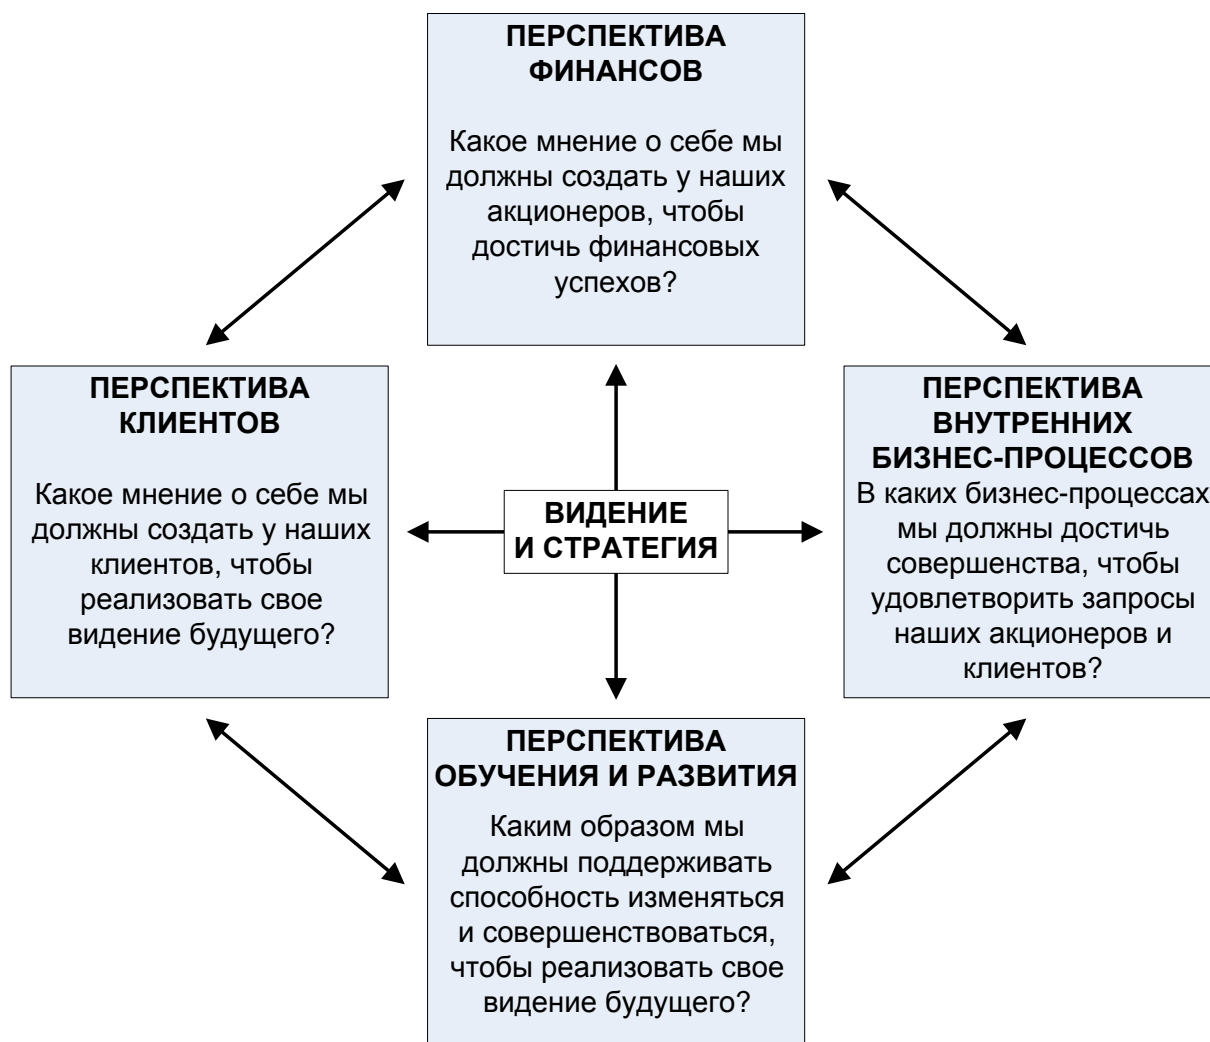 ПЕРСПЕКТИВА
ФИНАНСОВ
Какое мнение о себе мы
должны создать у наших
акционеров, чтобы
достичь финансовых
успехов?
ПЕРСПЕКТИВА
КЛИЕНТОВ
Какое мнение о себе мы
должны создать у наших
клиентов, чтобы
реализовать свое
видение будущего?
ВИДЕНИЕ
И СТРАТЕГИЯ
ПЕРСПЕКТИВА
ВНУТРЕННИХ
БИЗНЕС-ПРОЦЕССОВ
В каких бизнес-процессах
мы должны достичь
совершенства, чтобы
удовлетворить запросы
наших акционеров и
клиентов?
ПЕРСПЕКТИВА
ОБУЧЕНИЯ И РАЗВИТИЯ
Каким образом мы
должны поддерживать
способность изменяться
и совершенствоваться,
чтобы реализовать свое
видение будущего?